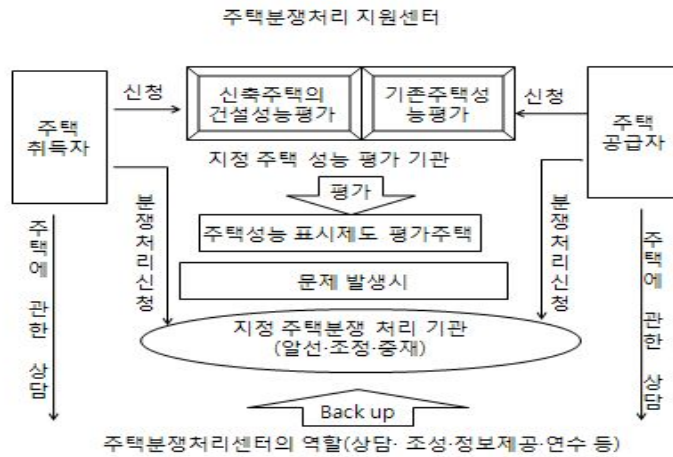 주택분쟁처리 지원센터
신청
신축주택의
건설성능평가
기존주택성
능평가
신청
주택
취득자
주택
공급자
지정 주택 성능 평가 기관
평가
분쟁처리신청
분쟁처리신청
주택성능 표시제도 평가주택
주택에 관한 상담
주택에 관한 상담
문제 발생시
지정 주택분쟁 처리 기관
(알선·조정·중재)
Back up
주택분쟁처리센터의 역할(상담· 조성·정보제공·연수 등)